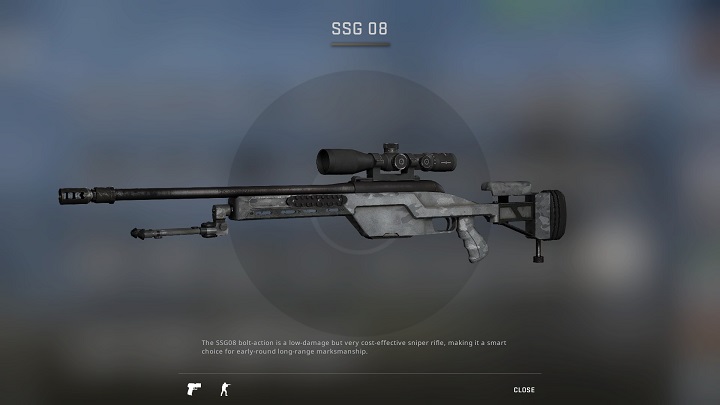 SSG 08
The SSG08 bolt-action is a low-damage but very cost-effective sniper rifle, making it a smart
choice for early-round long-range marksmanship.
CLOSE